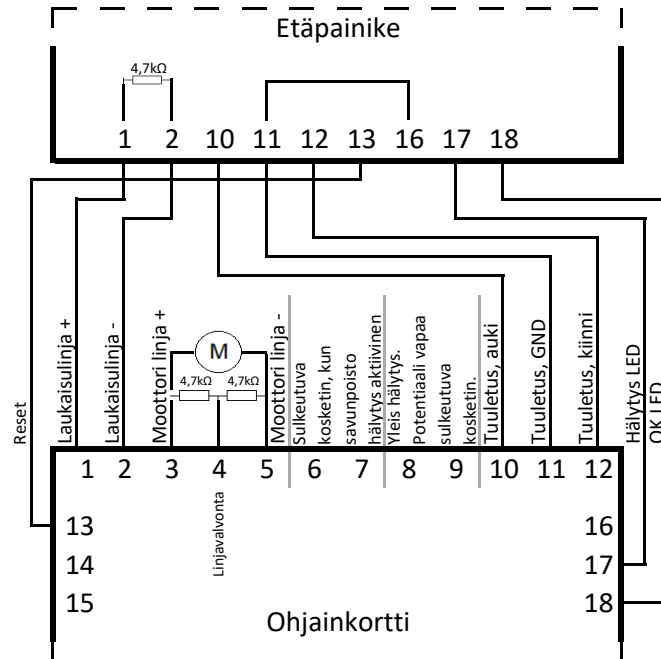 Etäpainike
4,7kΩ
1 2 10 11 12 13 16 17 18
Reset
Laukaisulinja +
Laukaisulinja -
Moottori linja +
M
4,7kΩ 4,7kΩ
Moottori linja -
Sulkeutuva
kosketin, kun
savunpoisto
hälytys aktiivinen
Yleis hälytys.
Potentiaali vapaa
sulkeutuva
kosketin.
Tuuletus, auki
Tuuletus, GND
Tuuletus, kiinni
Hälytys LED
OK LED
1 2 3 4 5 6 7 8 9 10 11 12
Linjavalvonta
13 16
14 17
15 18
Ohjainkortti